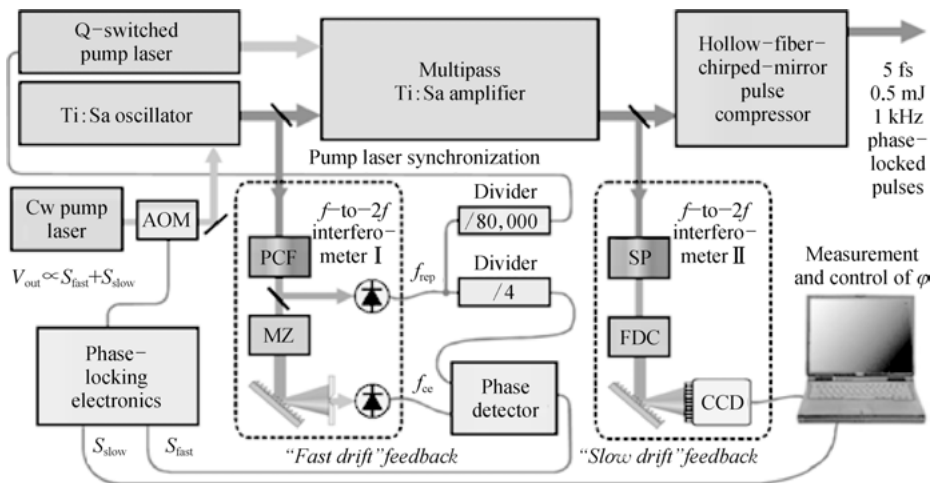 Q-switched
pump laser
Ti:Sa oscillator
Multipass
Ti:Sa amplifier
Hollow-fiber-
chirped-mirror
pulse
compressor
5 fs
0.5 mJ
1 kHz
phase-
locked
pulses
Pump laser synchronization
Cw pump
laser
AOM
V_out∝S_fast+S_slow
Phase-
locking
electronics
S_slow
S_fast
PCF
MZ
f-to-2f
interfero-
meter I
f_rep
f_ce
Divider
/80,000
Divider
/4
Phase
detector
"Fast drift" feedback
SP
FDC
CCD
f-to-2f
interfero-
meter II
"Slow drift" feedback
Measurement
and control of φ